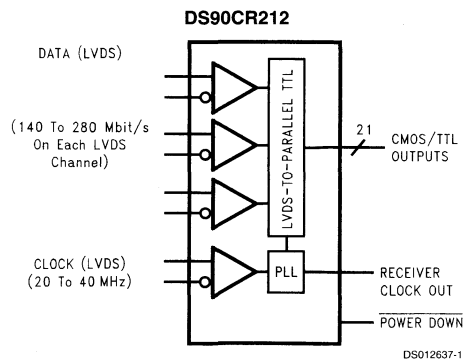 DS90CR212
DATA (LVDS)
(140 To 280 Mbit/s
On Each LVDS
Channel)
LVDS-TO-PARALLEL TTL
21
CMOS/TTL
OUTPUTS
CLOCK (LVDS)
(20 To 40 MHz)
PLL
RECEIVER
CLOCK OUT
POWER DOWN
DS012637-1